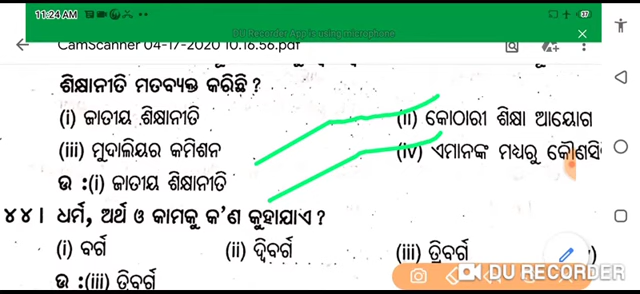 11:24 AM
37
DU Recorder App is using microphone
CamScanner 04-17-2020 10.16.56.pdf
ଶିକ୍ଷାନୀତି ମତବ୍ୟକ୍ତ କରିଛି ?
(i) ଜାତୀୟ ଶିକ୍ଷାନୀତି (ii) କୋଠାରୀ ଶିକ୍ଷା ଆୟୋଗ
(iii) ମୁଦାଲିୟର କମିଶନ (iv) ଏମାନଙ୍କ ମଧ୍ୟରୁ
ଉ :(i) ଜାତୀୟ ଶିକ୍ଷାନୀତି
୪୪। ଧର୍ମ, ଅର୍ଥ ଓ କାମକୁ କ'ଣ କୁହାଯାଏ ?
(i) ବର୍ଗ (ii) ଦ୍ୱିବର୍ଗ (iii) ତ୍ରିବର୍ଗ
ଉ :(iii) ତ୍ରିବର୍ଗ
DU RECORDER